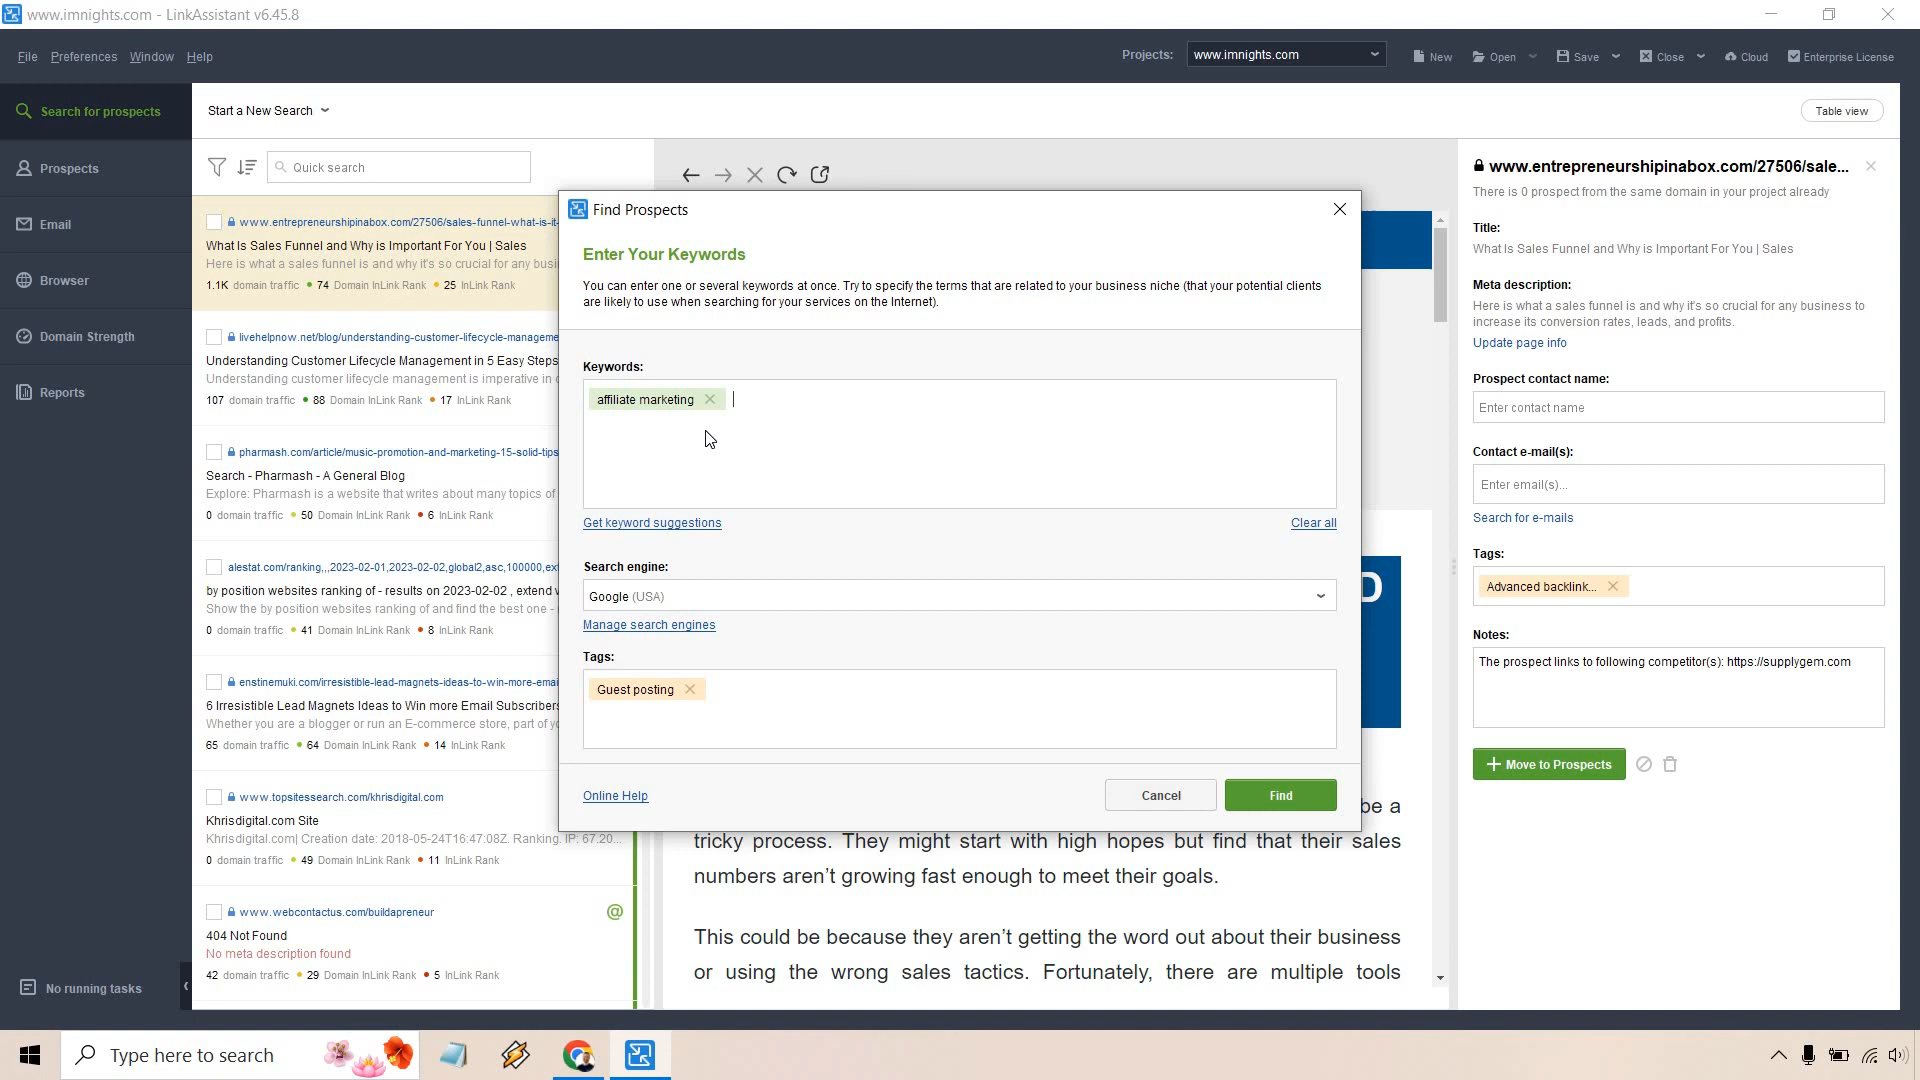 www.imnights.com - LinkAssistant v6.45.8
File Preferences Window Help
Projects: www.imnights.com New Open Save Close Cloud Enterprise License
Search for prospects
Prospects
Email
Browser
Domain Strength
Reports
No running tasks
Start a New Search
Table view
Quick search
www.entrepreneurshipinabox.com/27506/sales-funnel-what-is-it-
What Is Sales Funnel and Why is Important For You | Sales
Here is what a sales funnel is and why it's so crucial for any busi
1.1K domain traffic 74 Domain InLink Rank 25 InLink Rank
livehelpnow.net/blog/understanding-customer-lifecycle-manageme
Understanding Customer Lifecycle Management in 5 Easy Steps
Understanding customer lifecycle management is imperative in
107 domain traffic 88 Domain InLink Rank 17 InLink Rank
pharmash.com/article/music-promotion-and-marketing-15-solid-tips
Search - Pharmash - A General Blog
Explore: Pharmash is a website that writes about many topics of
0 domain traffic 50 Domain InLink Rank 6 InLink Rank
alestat.com/ranking,,,2023-02-01,2023-02-02,global2,asc,100000,ex
by position websites ranking of - results on 2023-02-02 , extend
Show the by position websites ranking of and find the best one -
0 domain traffic 41 Domain InLink Rank 8 InLink Rank
enstinemuki.com/irresistible-lead-magnets-ideas-to-win-more-emai
6 Irresistible Lead Magnets Ideas to Win more Email Subscribers
Whether you are a blogger or run an E-commerce store, part of
65 domain traffic 64 Domain InLink Rank 14 InLink Rank
www.topsitessearch.com/khrisdigital.com
Khrisdigital.com Site
Khrisdigital.com| Creation date: 2018-05-24T16:47:08Z. Ranking. IP: 67.20...
0 domain traffic 49 Domain InLink Rank 11 InLink Rank
www.webcontactus.com/buildapreneur
404 Not Found
No meta description found
42 domain traffic 29 Domain InLink Rank 5 InLink Rank
Find Prospects
Enter Your Keywords
You can enter one or several keywords at once. Try to specify the terms that are related to your business niche (that your potential clients
are likely to use when searching for your services on the Internet).
Keywords:
affiliate marketing
Get keyword suggestions Clear all
Search engine:
Google (USA)
Manage search engines
Tags:
Guest posting
Online Help Cancel Find
D
be a
tricky process. They might start with high hopes but find that their sales
numbers aren’t growing fast enough to meet their goals.
This could be because they aren’t getting the word out about their business
or using the wrong sales tactics. Fortunately, there are multiple tools
www.entrepreneurshipinabox.com/27506/sale...
There is 0 prospect from the same domain in your project already
Title:
What Is Sales Funnel and Why is Important For You | Sales
Meta description:
Here is what a sales funnel is and why it's so crucial for any business to
increase its conversion rates, leads, and profits.
Update page info
Prospect contact name:
Enter contact name
Contact e-mail(s):
Enter email(s)...
Search for e-mails
Tags:
Advanced backlink...
Notes:
The prospect links to following competitor(s): https://supplygem.com
Move to Prospects
Type here to search